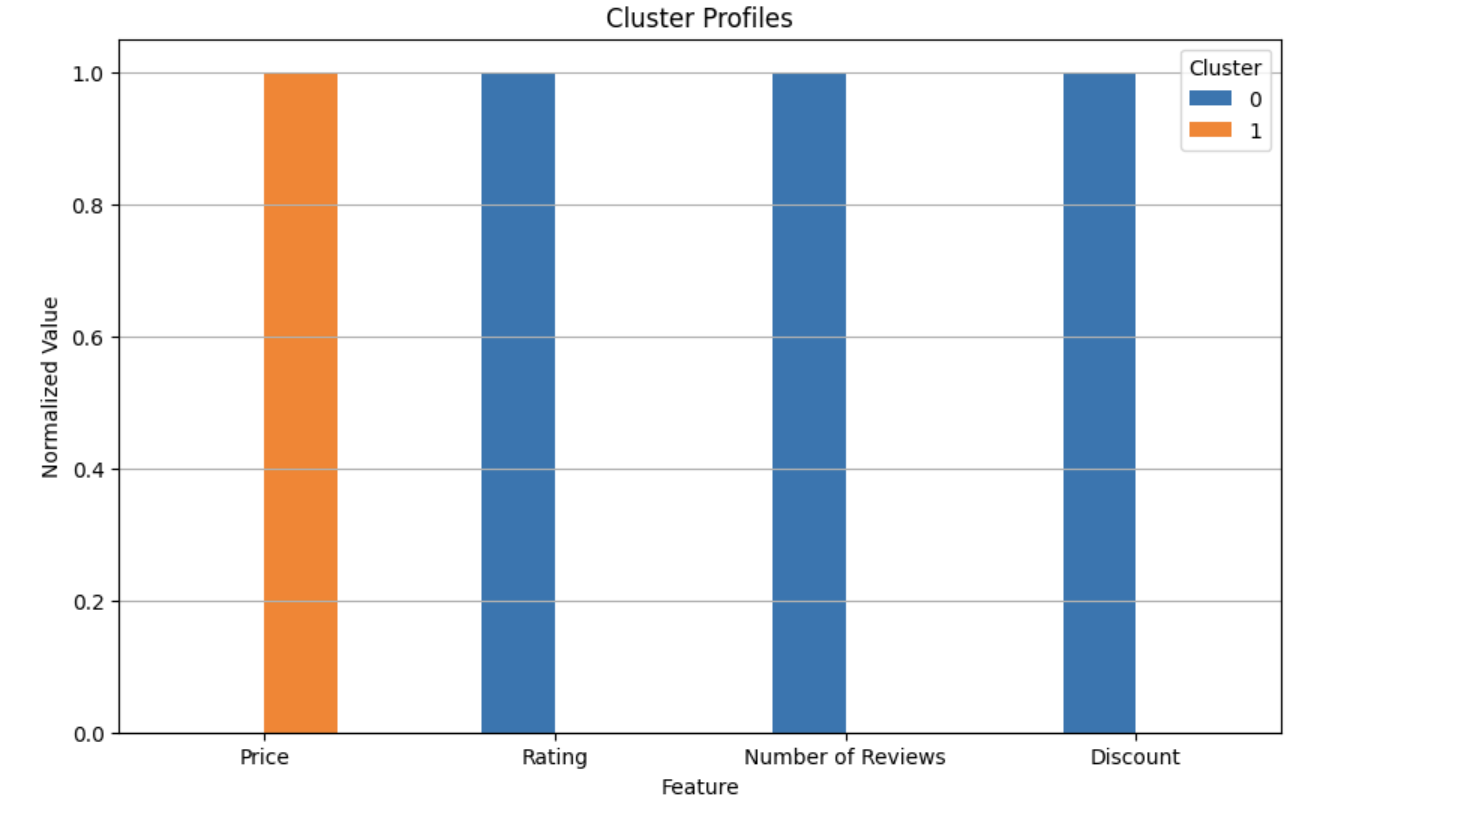 Cluster Profiles
Cluster
0
1
1.0
0.8
0.6
0.4
0.2
0.0
Normalized Value
Price Rating Number of Reviews Discount
Feature